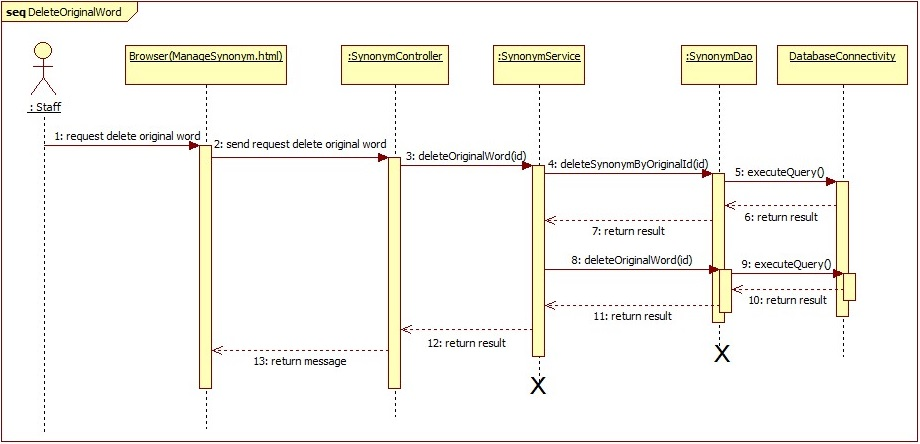 seq DeleteOriginalWord
Browser(ManageSynonym.html)
:SynonymController
:SynonymService
:SynonymDao
DatabaseConnectivity
: Staff
1: request delete original word
2: send request delete original word
3: deleteOriginalWord(id)
4: deleteSynonymByOriginalId(id)
5: executeQuery()
6: return result
7: return result
8: deleteOriginalWord(id)
9: executeQuery()
10: return result
11: return result
12: return result
13: return message
X
X